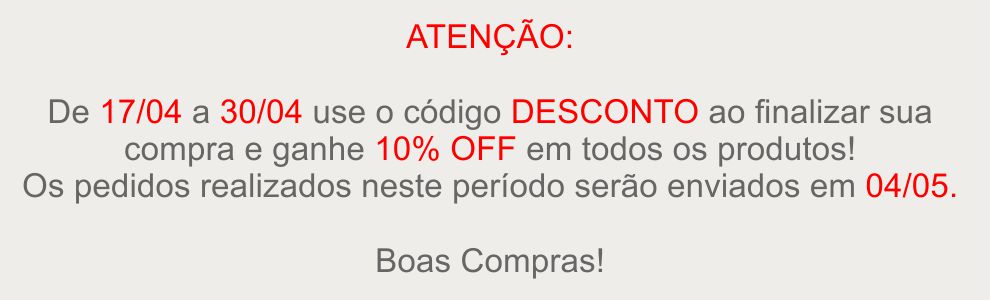 ATENÇÃO:
De 17/04 a 30/04 use o código DESCONTO ao finalizar sua
compra e ganhe 10% OFF em todos os produtos!
Os pedidos realizados neste período serão enviados em 04/05.
Boas Compras!